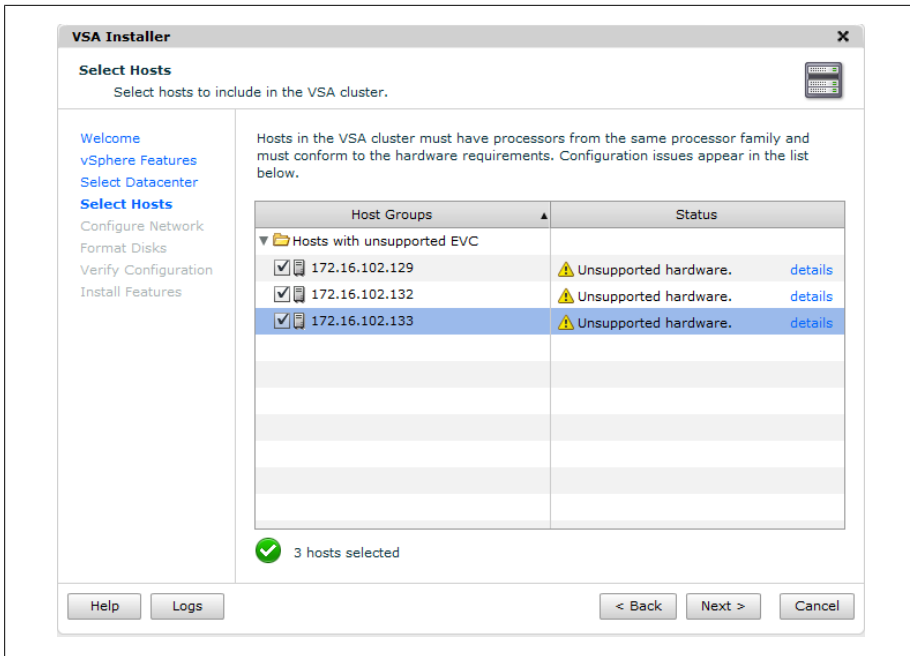 VSA Installer
Select Hosts
Select hosts to include in the VSA cluster.
Welcome
vSphere Features
Select Datacenter
Select Hosts
Configure Network
Format Disks
Verify Configuration
Install Features
Hosts in the VSA cluster must have processors from the same processor family and
must conform to the hardware requirements. Configuration issues appear in the list
below.
Host Groups Status
Hosts with unsupported EVC
172.16.102.129 Unsupported hardware. details
172.16.102.132 Unsupported hardware. details
172.16.102.133 Unsupported hardware. details
3 hosts selected
Help Logs < Back Next > Cancel